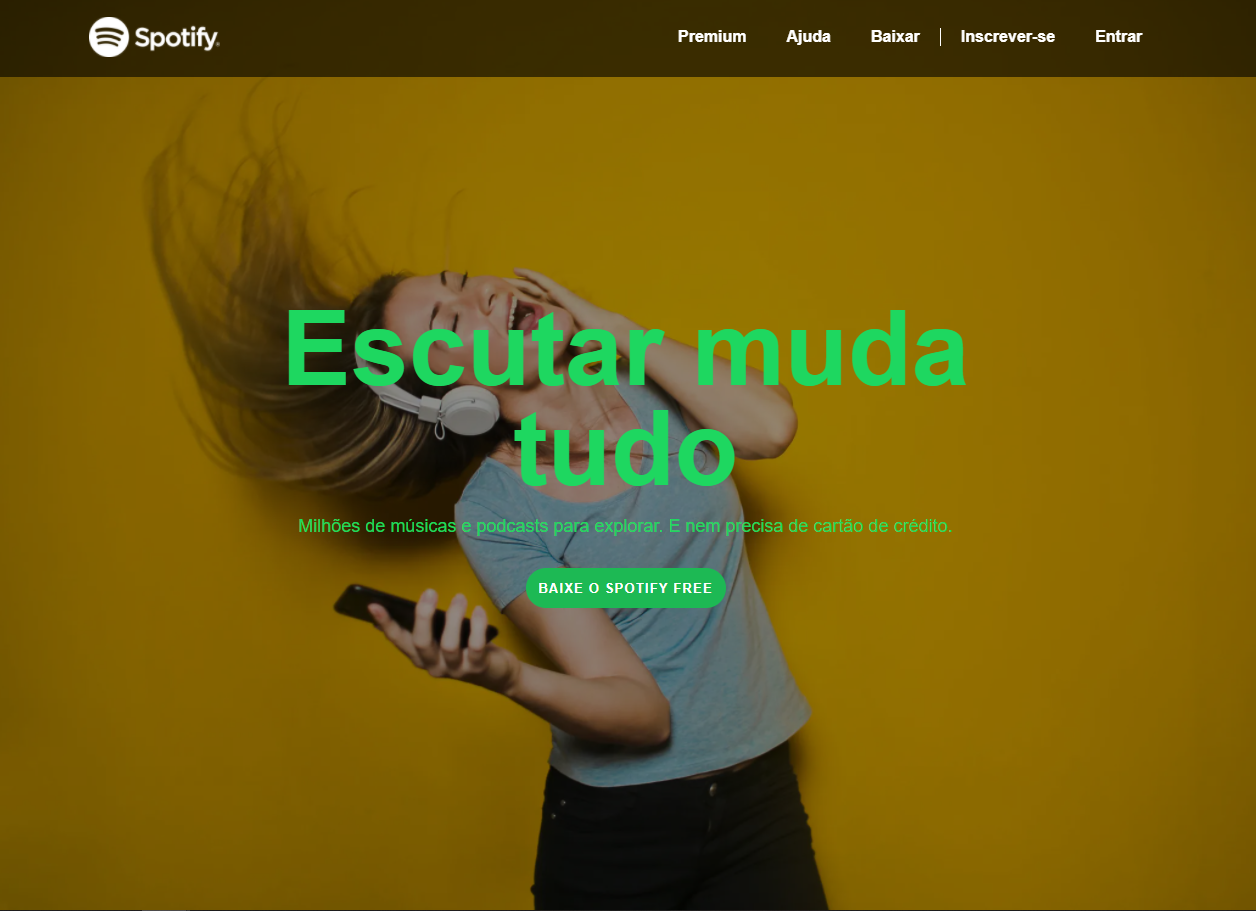 Spotify®
Premium Ajuda Baixar Inscrever-se Entrar
Escutar muda
tudo
Milhões de músicas e podcasts para explorar. E nem precisa de cartão de crédito.
BAIXE O SPOTIFY FREE